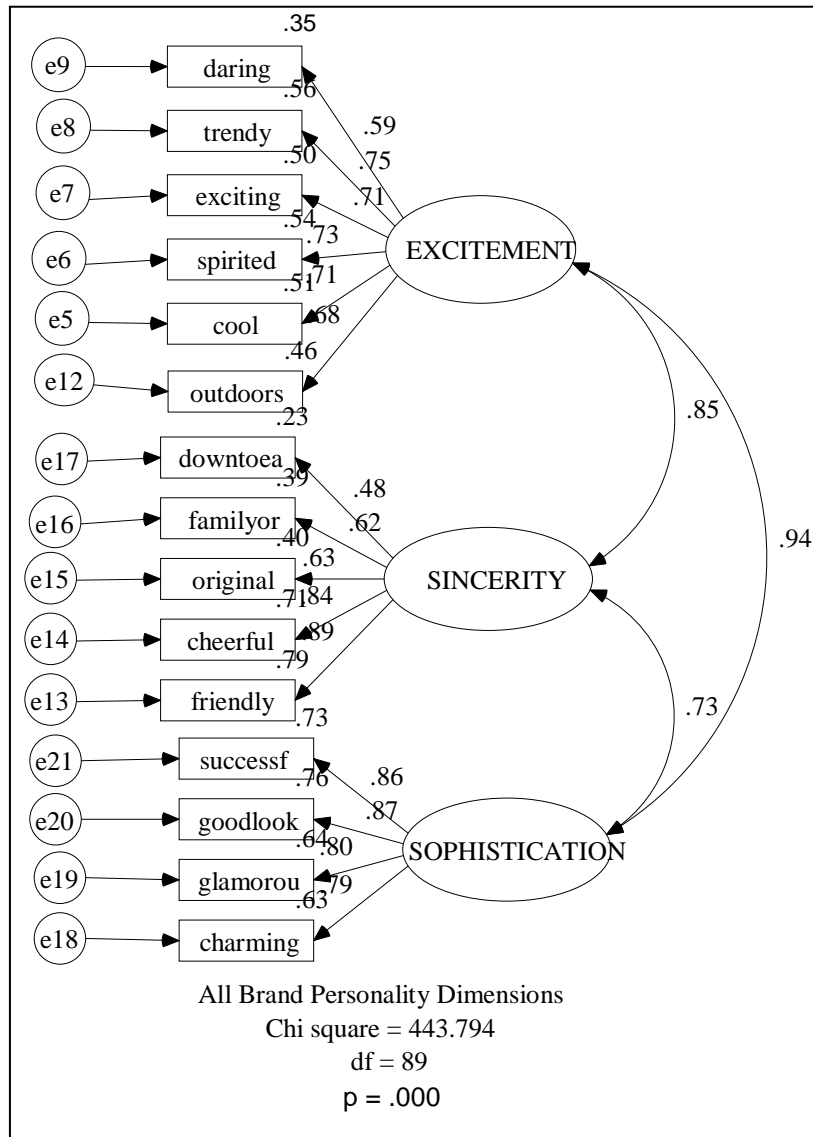 .35
e9 daring
.56
.59
e8 trendy
.75
.50
e7 exciting
.71
.54
.73
e6 spirited
EXCITEMENT
.51
.71
e5 cool
.68
.46
e12 outdoors
.85
.23
e17 downtoea
.39
.48
e16 familyor
.62
.40
.94
.63
e15 original
SINCERITY
.71
.84
e14 cheerful
.89
.79
e13 friendly
.73
.73
e21 successf
.76
.86
e20 goodlook
.87
.64
.80
SOPHISTICATION
e19 glamorou
.79
.63
e18 charming
All Brand Personality Dimensions
Chi square = 443.794
df = 89
p = .000